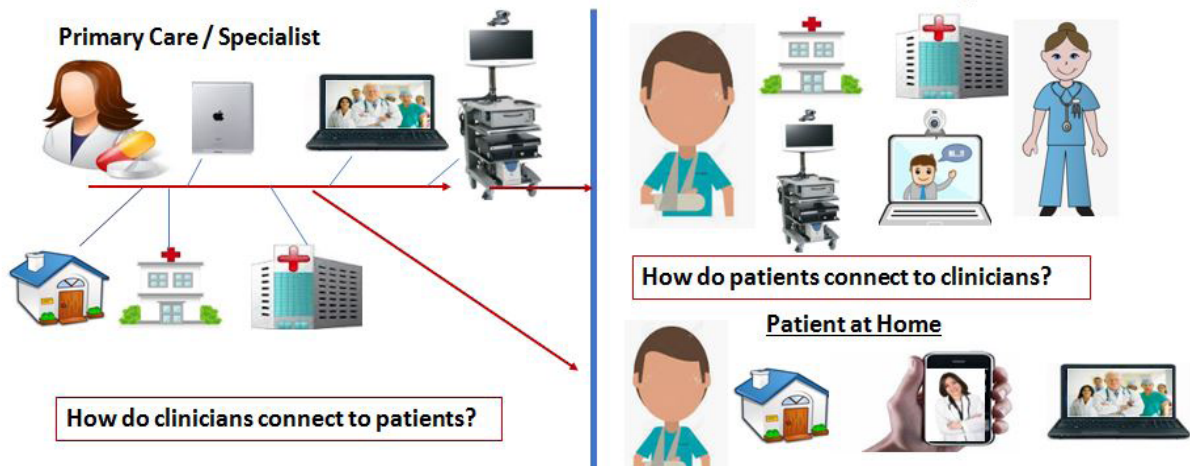 Primary Care / Specialist
How do clinicians connect to patients?
How do patients connect to clinicians?
Patient at Home